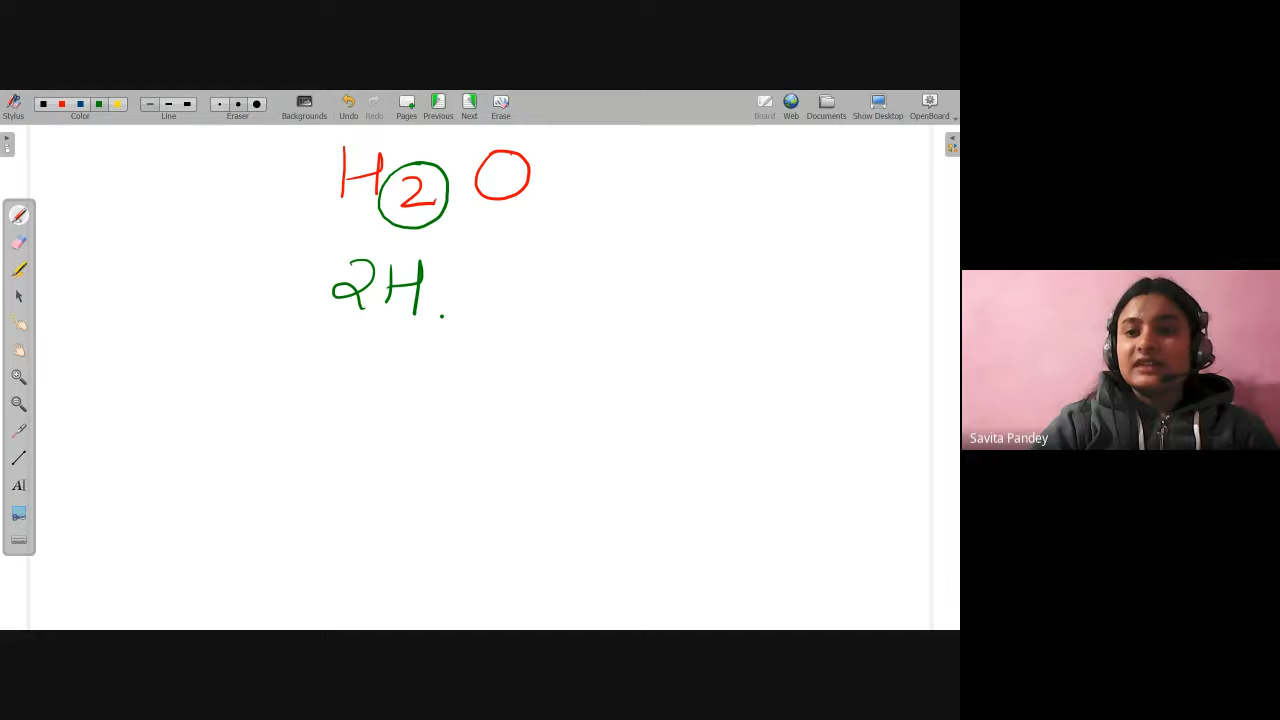 Stylus Color Line Eraser Backgrounds Undo Redo Pages Previous Next Erase Board Web Documents Show Desktop OpenBoard
H2O
2H.
AI
Savita Pandey